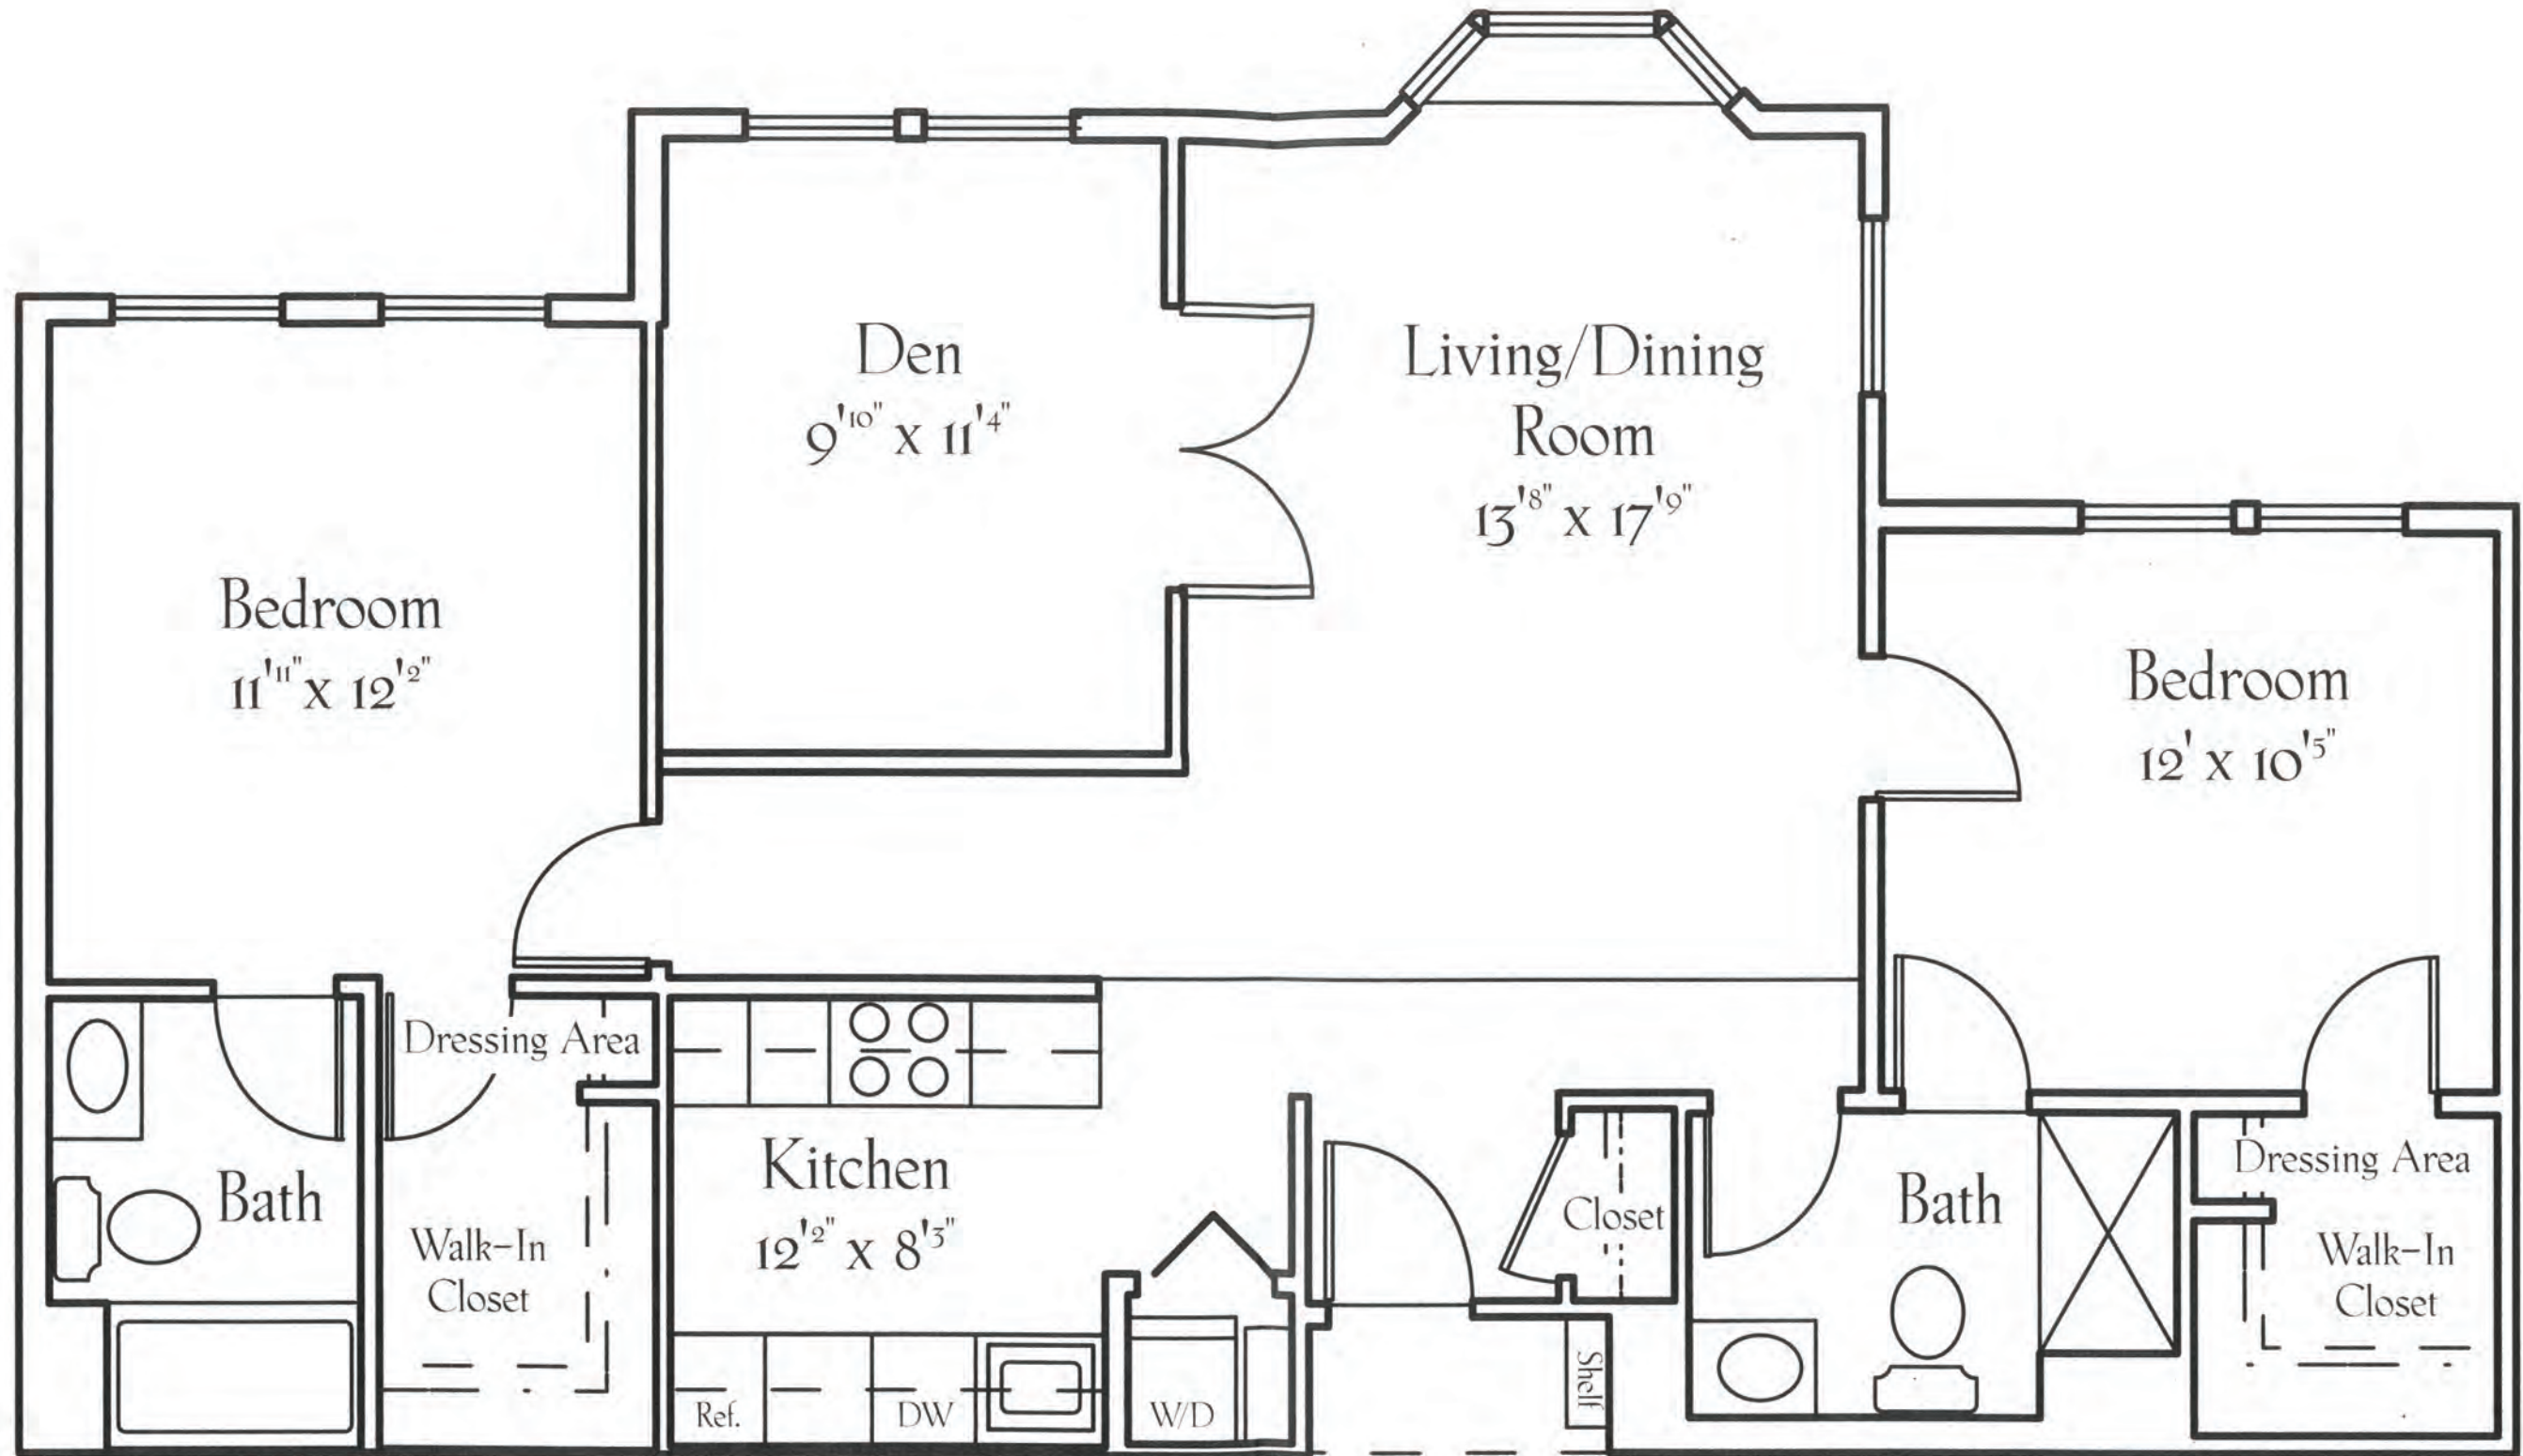 Den
9'10" x 11'4"
Living/Dining
Room
13'8" x 17'9"
Bedroom
11'11" x 12'2"
Bedroom
12' x 10'5"
Dressing Area
Bath
Walk-In
Closet
Kitchen
12'2" x 8'3"
Ref.
DW
W/D
Closet
Shelf
Bath
Dressing Area
Walk-In
Closet